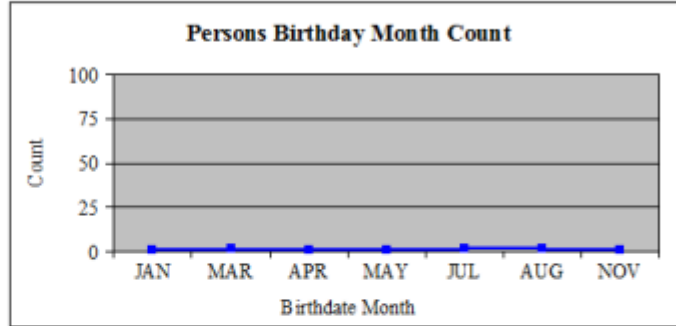 Persons Birthday Month Count
100
75
50
25
0
Count
JAN MAR APR MAY JUL AUG NOV
Birthdate Month